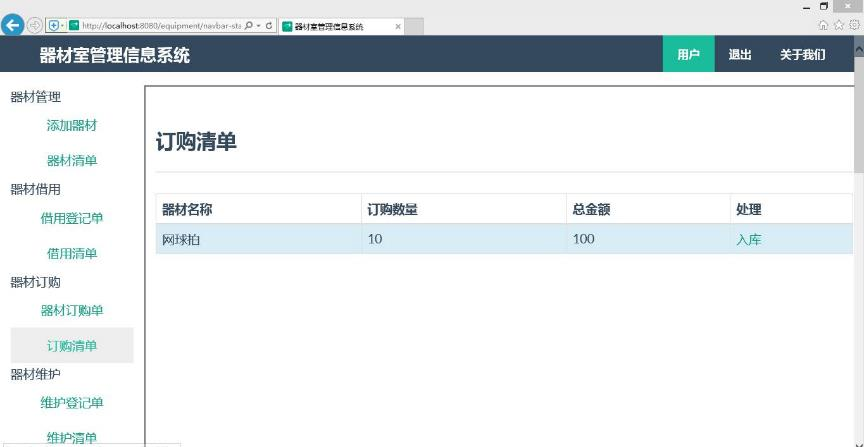 http://localhost:8080/equipment/navbar-sta
器材室管理信息系统
器材室管理信息系统
用户 退出 关于我们
器材管理
添加器材
器材清单
器材借用
借用登记单
借用清单
器材订购
器材订购单
订购清单
器材维护
维护登记单
维护清单
订购清单
器材名称 订购数量 总金额 处理
网球拍 10 100 入库